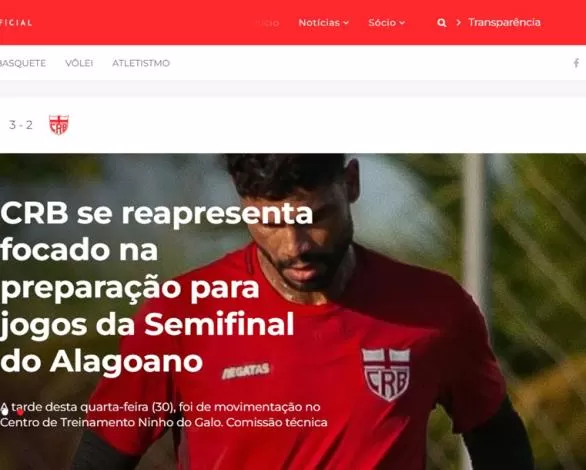 FICIAL
Início
Notícias
Sócio
Transparência
BASQUETE
VÔLEI
ATLETISTMO
3 - 2
CRB
CRB se reapresenta
focado na
preparação para
jogos da Semifinal
do Alagoano
REGATAS
CRB
A tarde desta quarta-feira (30), foi de movimentação no
Centro de Treinamento Ninho do Galo. Comissão técnica